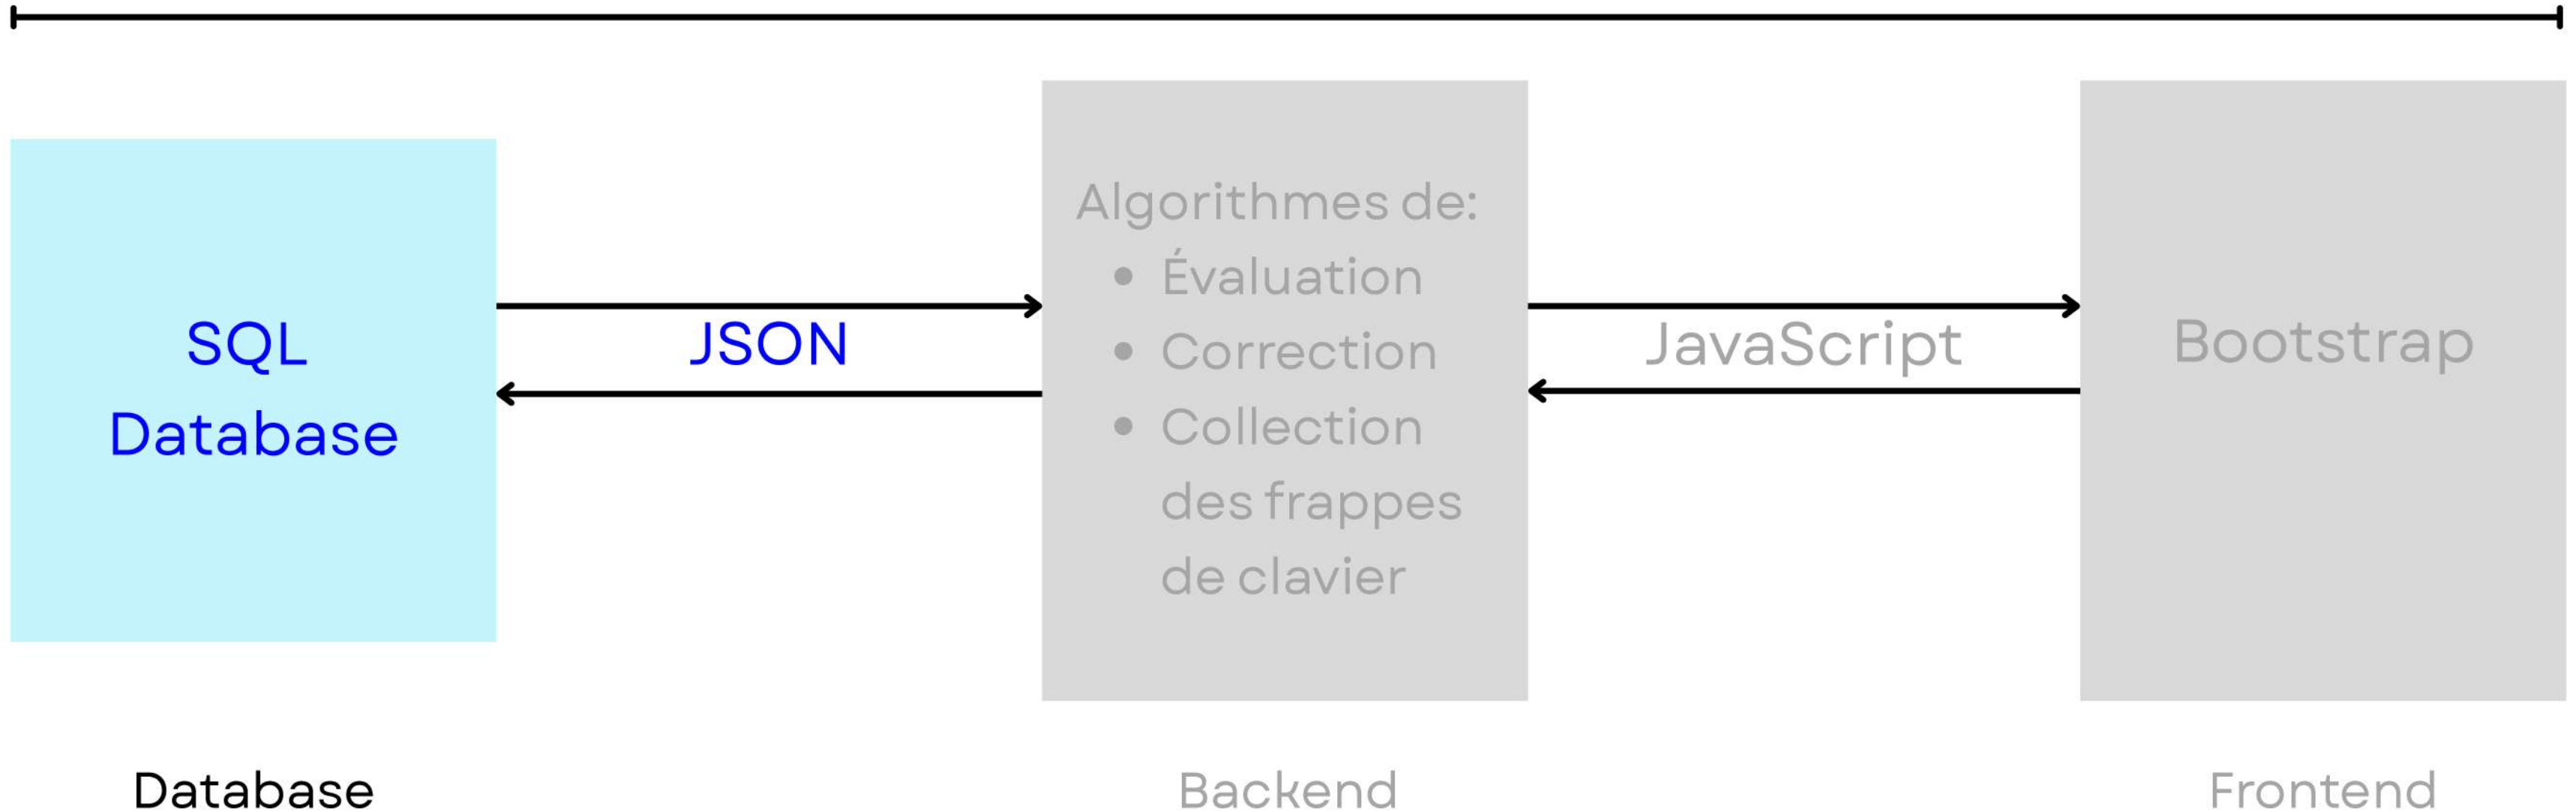 SQL
Database
JSON
Algorithmes de:
• Évaluation
• Correction
• Collection
des frappes
de clavier
JavaScript
Bootstrap
Database
Backend
Frontend